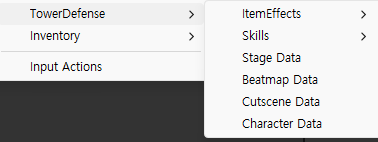 TowerDefense
Inventory
Input Actions
ItemEffects
Skills
Stage Data
Beatmap Data
Cutscene Data
Character Data